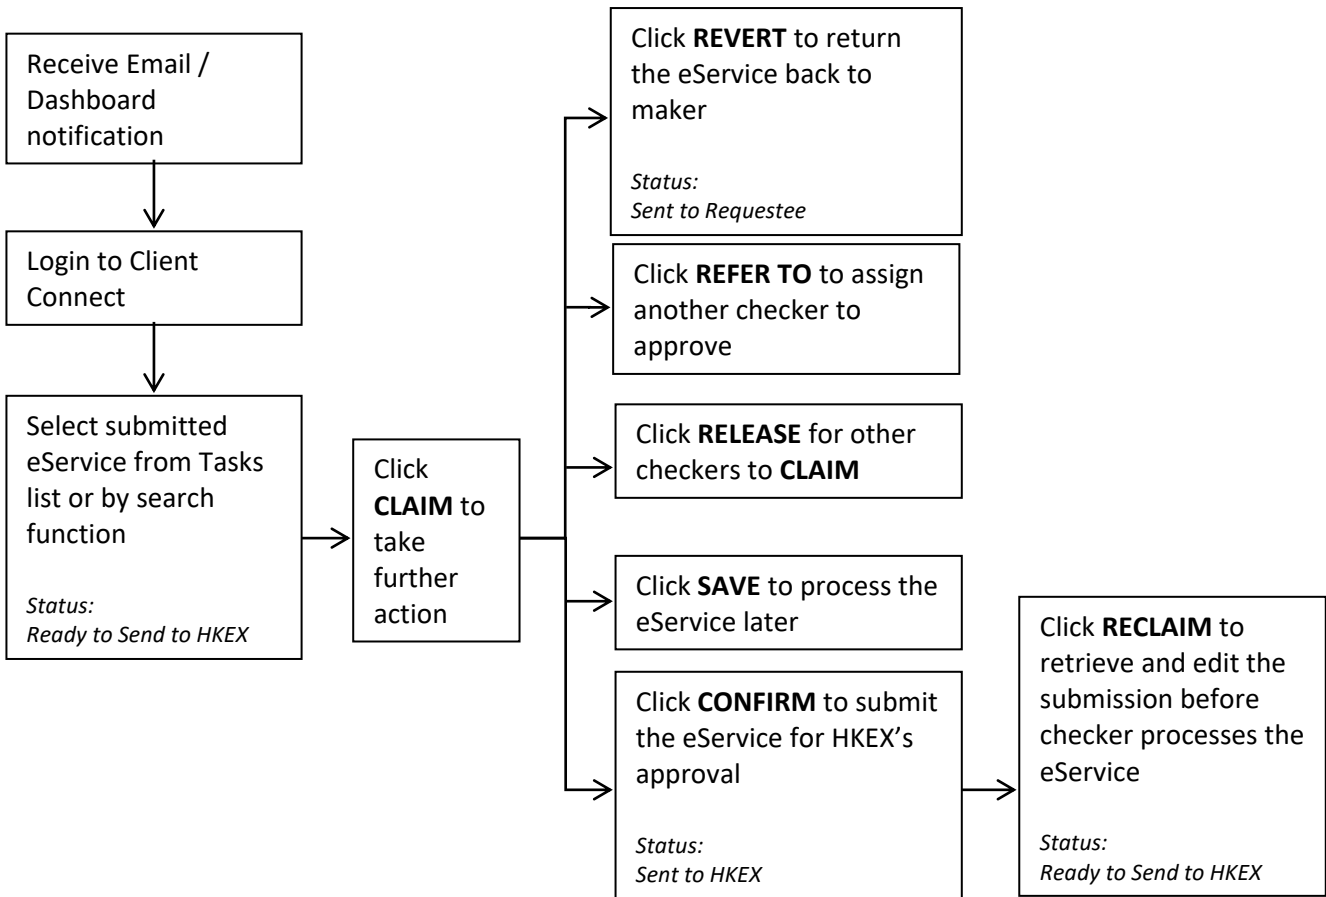 Receive Email /
Dashboard
notification
Login to Client
Connect
Select submitted
eService from Tasks
list or by search
function
Status:
Ready to Send to HKEX
Click
CLAIM to
take
further
action
Click REVERT to return
the eService back to
maker
Status:
Sent to Requestee
Click REFER TO to assign
another checker to
approve
Click RELEASE for other
checkers to CLAIM
Click SAVE to process the
eService later
Click CONFIRM to submit
the eService for HKEX’s
approval
Status:
Sent to HKEX
Click RECLAIM to
retrieve and edit the
submission before
checker processes the
eService
Status:
Ready to Send to HKEX